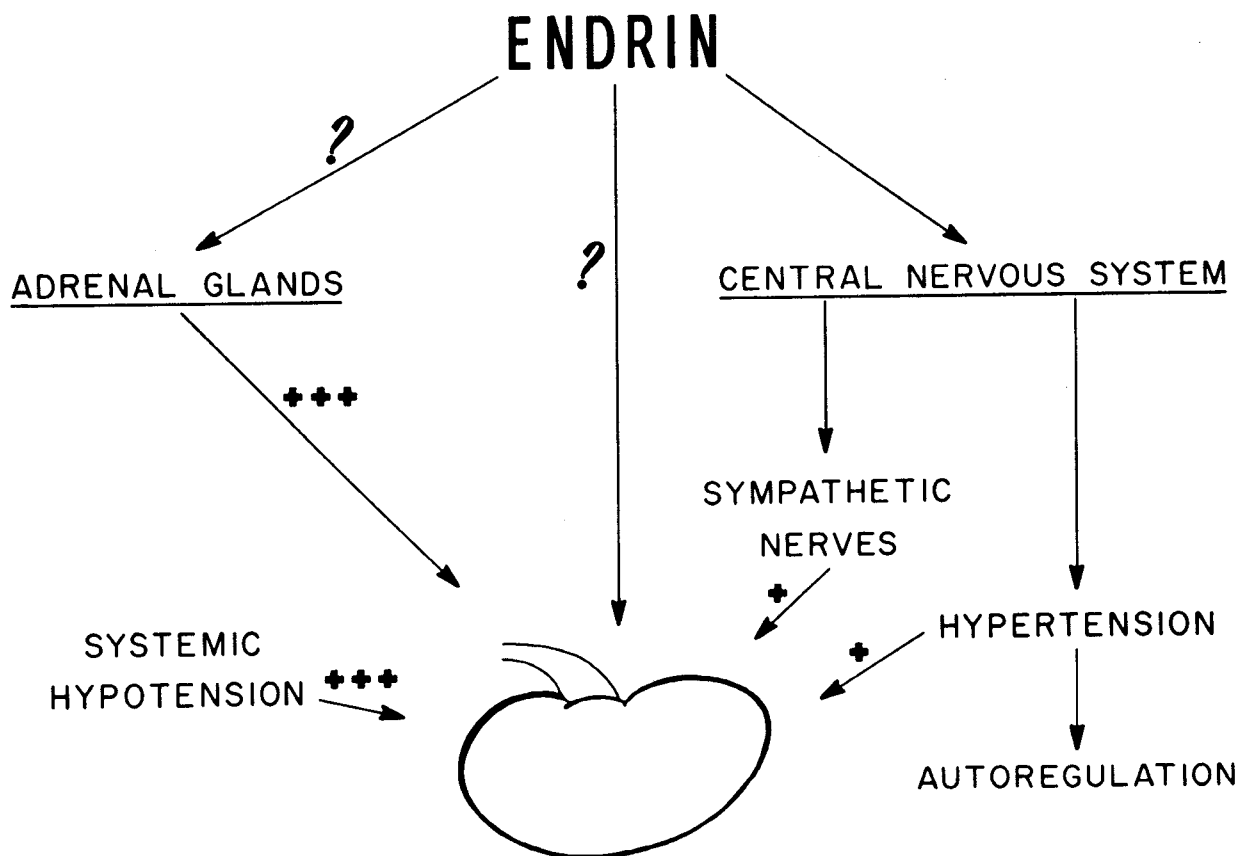 ENDRIN
?
?
ADRENAL GLANDS
CENTRAL NERVOUS SYSTEM
+++
SYMPATHETIC
NERVES
+
HYPERTENSION
+
SYSTEMIC
HYPOTENSION
+++
AUTOREGULATION